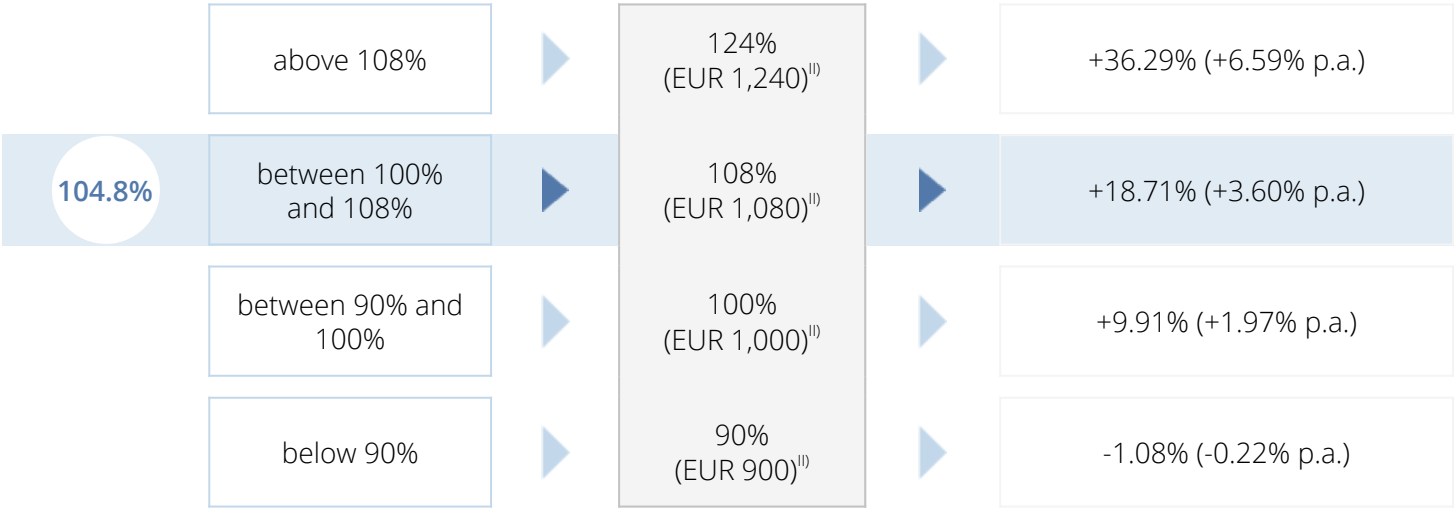 above 108%
124%
(EUR 1,240)II)
+36.29% (+6.59% p.a.)
104.8%
between 100%
and 108%
108%
(EUR 1,080)II)
+18.71% (+3.60% p.a.)
between 90% and
100%
100%
(EUR 1,000)II)
+9.91% (+1.97% p.a.)
below 90%
90%
(EUR 900)II)
-1.08% (-0.22% p.a.)